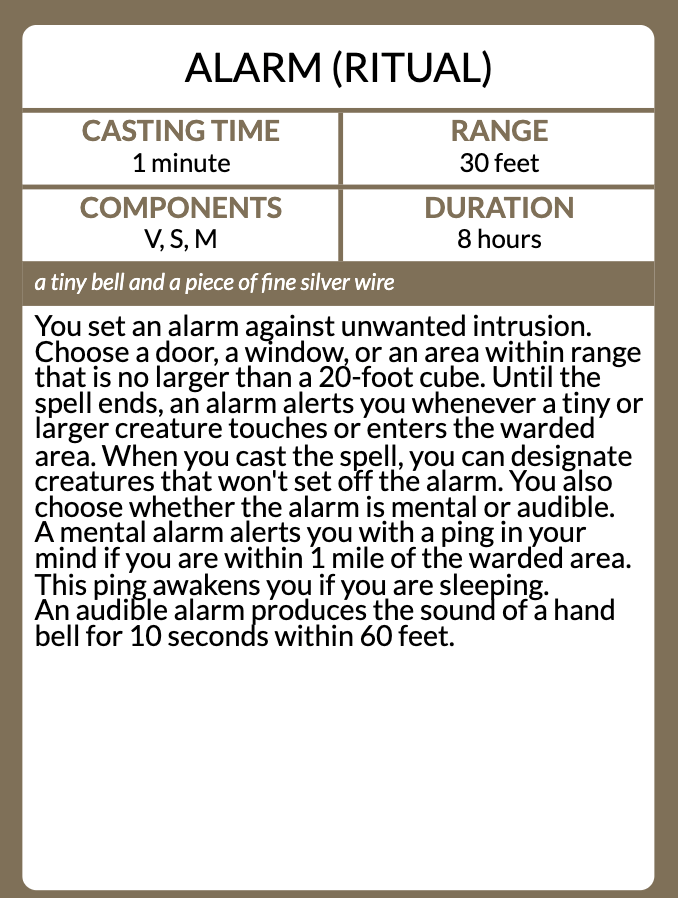 ALARM (RITUAL)
CASTING TIME
1 minute
RANGE
30 feet
COMPONENTS
V, S, M
DURATION
8 hours
a tiny bell and a piece of fine silver wire
You set an alarm against unwanted intrusion.
Choose a door, a window, or an area within range
that is no larger than a 20-foot cube. Until the
spell ends, an alarm alerts you whenever a tiny or
larger creature touches or enters the warded
area. When you cast the spell, you can designate
creatures that won't set off the alarm. You also
choose whether the alarm is mental or audible.
A mental alarm alerts you with a ping in your
mind if you are within 1 mile of the warded area.
This ping awakens you if you are sleeping.
An audible alarm produces the sound of a hand
bell for 10 seconds within 60 feet.